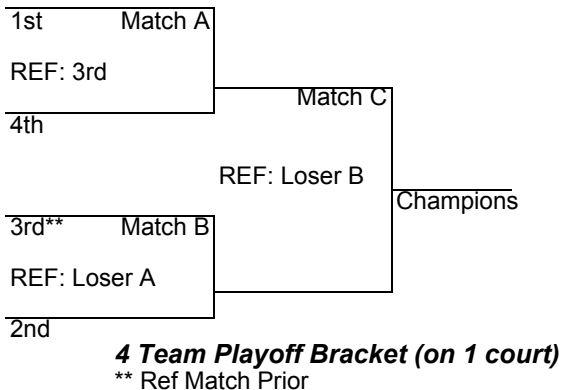 1st Match A
REF: 3rd
Match C
4th
REF: Loser B
Champions
3rd** Match B
REF: Loser A
2nd
4 Team Playoff Bracket (on 1 court)
** Ref Match Prior